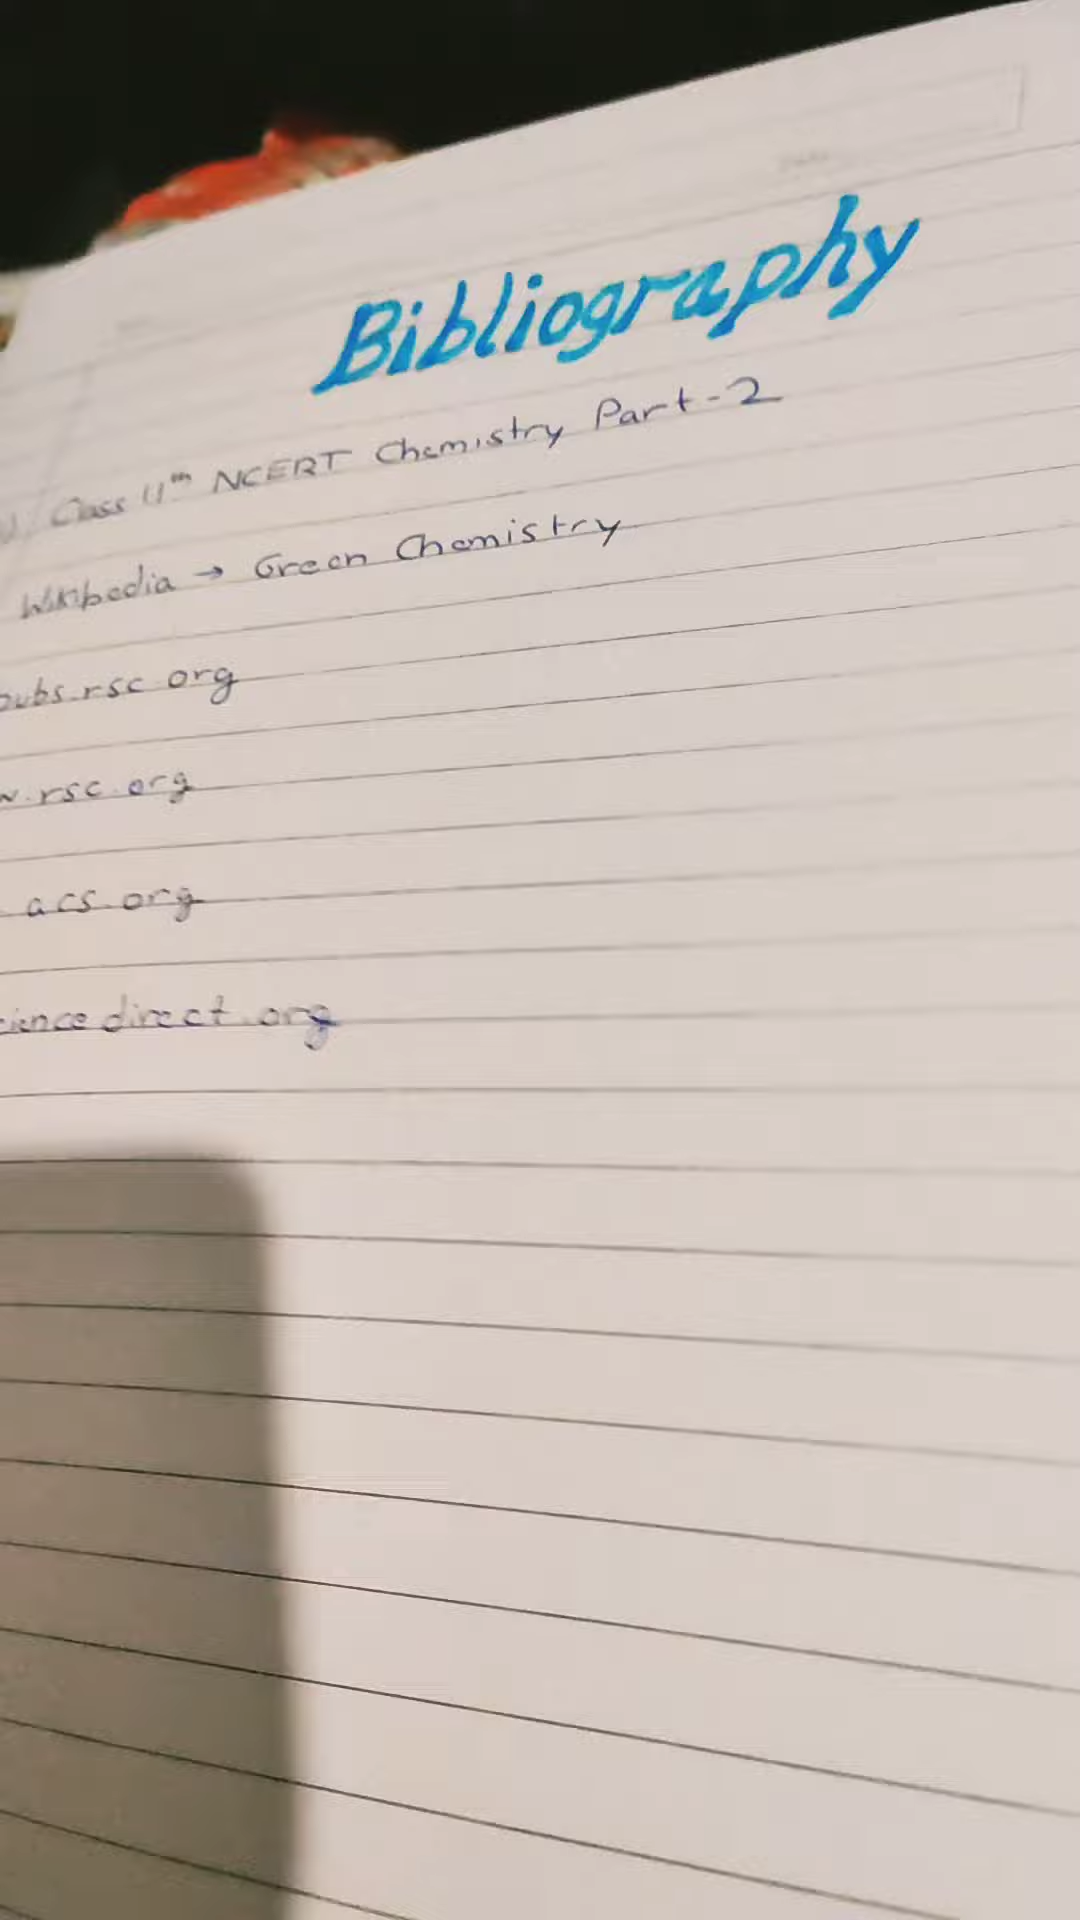 Bibliography
Class 11th NCERT Chemistry Part-2
Wikipedia → Green Chemistry
pubs.rsc.org
w.rsc.org
. acs.org
cience direct.org